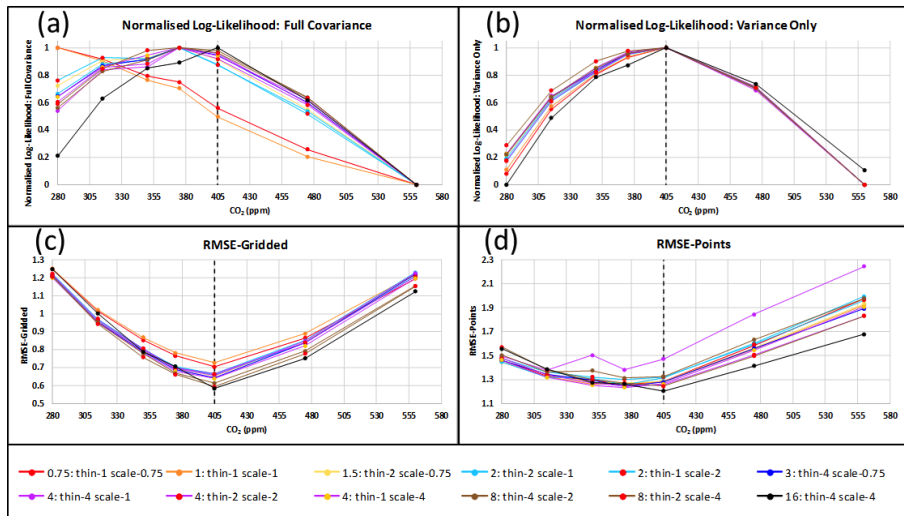 (a)
Normalised Log-Likelihood: Full Covariance
Normalised Log-Likelihood: Full Covariance
1
0.8
0.6
0.4
0.2
0
280 305 330 355 380 405 430 455 480 505 530 555 580
CO2 (ppm)
(b)
Normalised Log-Likelihood: Variance Only
Normalised Log-Likelihood: Variance Only
1
0.8
0.6
0.4
0.2
0
280 305 330 355 380 405 430 455 480 505 530 555 580
CO2 (ppm)
(c)
RMSE-Gridded
RMSE-Gridded
1.3
1.2
1.1
1
0.9
0.8
0.7
0.6
0.5
280 305 330 355 380 405 430 455 480 505 530 555 580
CO2 (ppm)
(d)
RMSE-Points
RMSE-Points
2.3
2.1
1.9
1.7
1.5
1.3
1.1
280 305 330 355 380 405 430 455 480 505 530 555 580
CO2 (ppm)
0.75: thin-1 scale-0.75 1: thin-1 scale-1 1.5: thin-2 scale-0.75 2: thin-2 scale-1 2: thin-1 scale-2 3: thin-4 scale-0.75
4: thin-4 scale-1 4: thin-2 scale-2 4: thin-1 scale-4 8: thin-4 scale-2 8: thin-2 scale-4 16: thin-4 scale-4